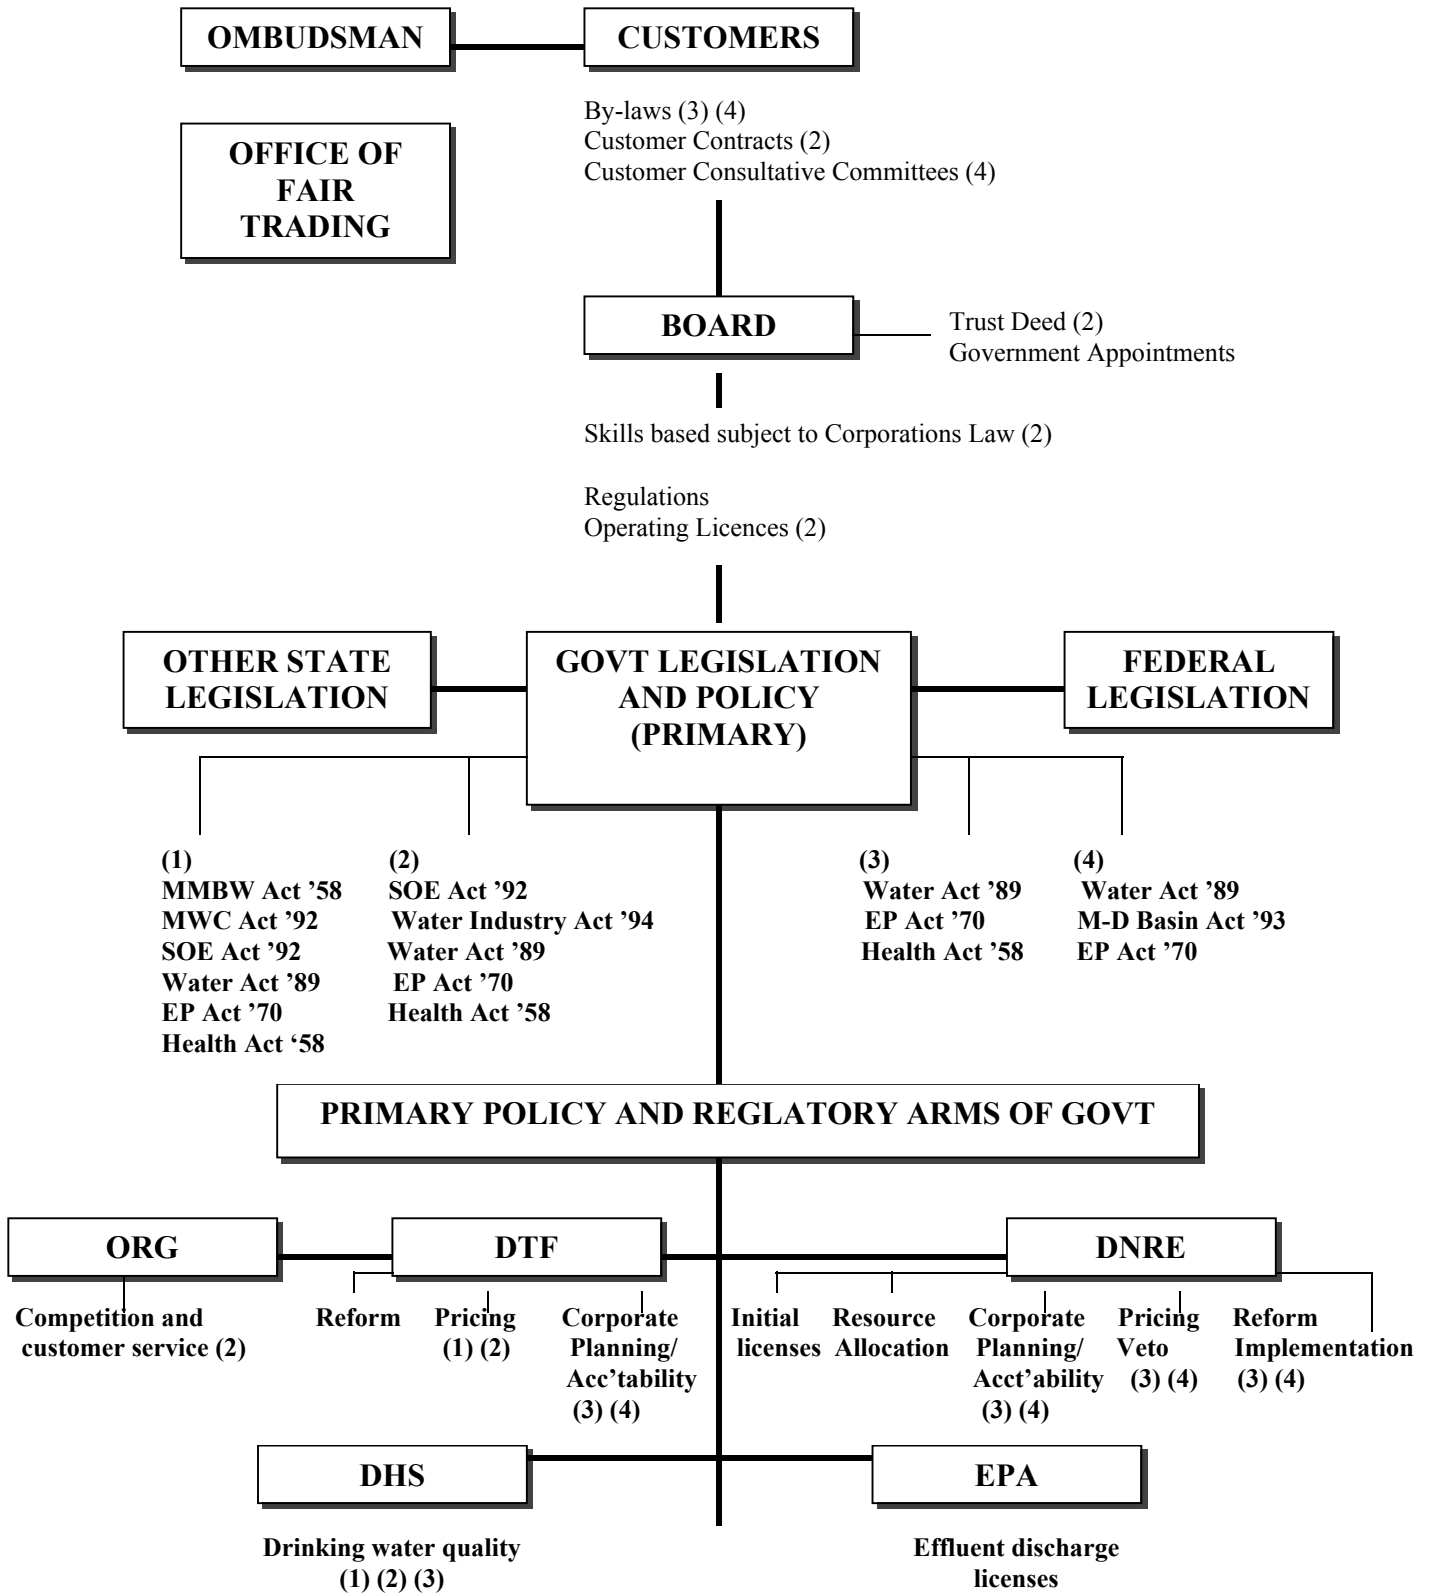 OMBUDSMAN
CUSTOMERS
By-laws (3) (4)
Customer Contracts (2)
Customer Consultative Committees (4)
OFFICE OF
FAIR
TRADING
BOARD
Trust Deed (2)
Government Appointments
Skills based subject to Corporations Law (2)
Regulations
Operating Licences (2)
OTHER STATE
LEGISLATION
GOVT LEGISLATION
AND POLICY
(PRIMARY)
FEDERAL
LEGISLATION
(1)
MMBW Act ’58
MWC Act ’92
SOE Act ’92
Water Act ’89
EP Act ’70
Health Act ‘58
(2)
SOE Act ’92
Water Industry Act ’94
Water Act ’89
EP Act ’70
Health Act ’58
(3)
Water Act ’89
EP Act ’70
Health Act ’58
(4)
Water Act ’89
M-D Basin Act ’93
EP Act ’70
PRIMARY POLICY AND REGLATORY ARMS OF GOVT
ORG
DTF
DNRE
Competition and
customer service (2)
Reform
Pricing
(1) (2)
Corporate
Planning/
Acc'tability
(3) (4)
Initial
licenses
Resource
Allocation
Corporate
Planning/
Acct’ability
(3) (4)
Pricing
Veto
(3) (4)
Reform
Implementation
(3) (4)
DHS
EPA
Drinking water quality
(1) (2) (3)
Effluent discharge
licenses